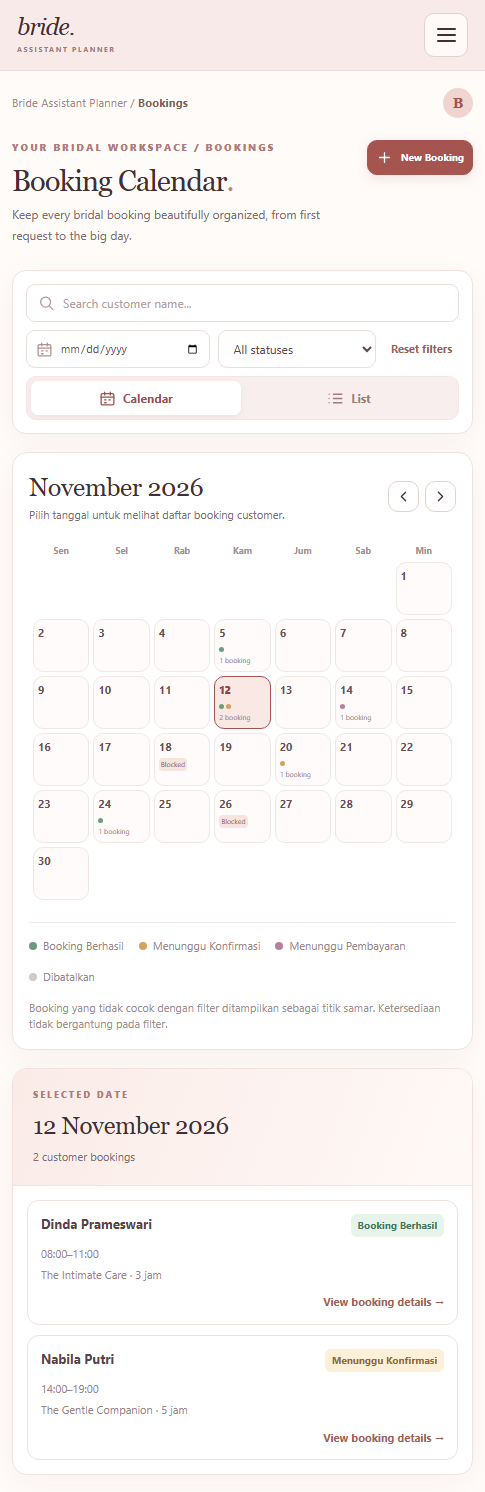 bride.
ASSISTANT PLANNER
Bride Assistant Planner / Bookings
B
YOUR BRIDAL WORKSPACE / BOOKINGS
Booking Calendar.
+ New Booking
Keep every bridal booking beautifully organized, from first
request to the big day.
Search customer name...
mm/dd/yyyy
All statuses
Reset filters
Calendar
List
November 2026
Pilih tanggal untuk melihat daftar booking customer.
Sen Sel Rab Kam Jum Sab Min
1
2 3 4 5 6 7 8
1 booking
9 10 11 12 13 14 15
2 booking 1 booking
16 17 18 19 20 21 22
Blocked 1 booking
23 24 25 26 27 28 29
1 booking Blocked
30
Booking Berhasil Menunggu Konfirmasi Menunggu Pembayaran
Dibatalkan
Booking yang tidak cocok dengan filter ditampilkan sebagai titik samar. Ketersediaan
tidak bergantung pada filter.
SELECTED DATE
12 November 2026
2 customer bookings
Dinda Prameswari
Booking Berhasil
08:00–11:00
The Intimate Care · 3 jam
View booking details →
Nabila Putri
Menunggu Konfirmasi
14:00–19:00
The Gentle Companion · 5 jam
View booking details →